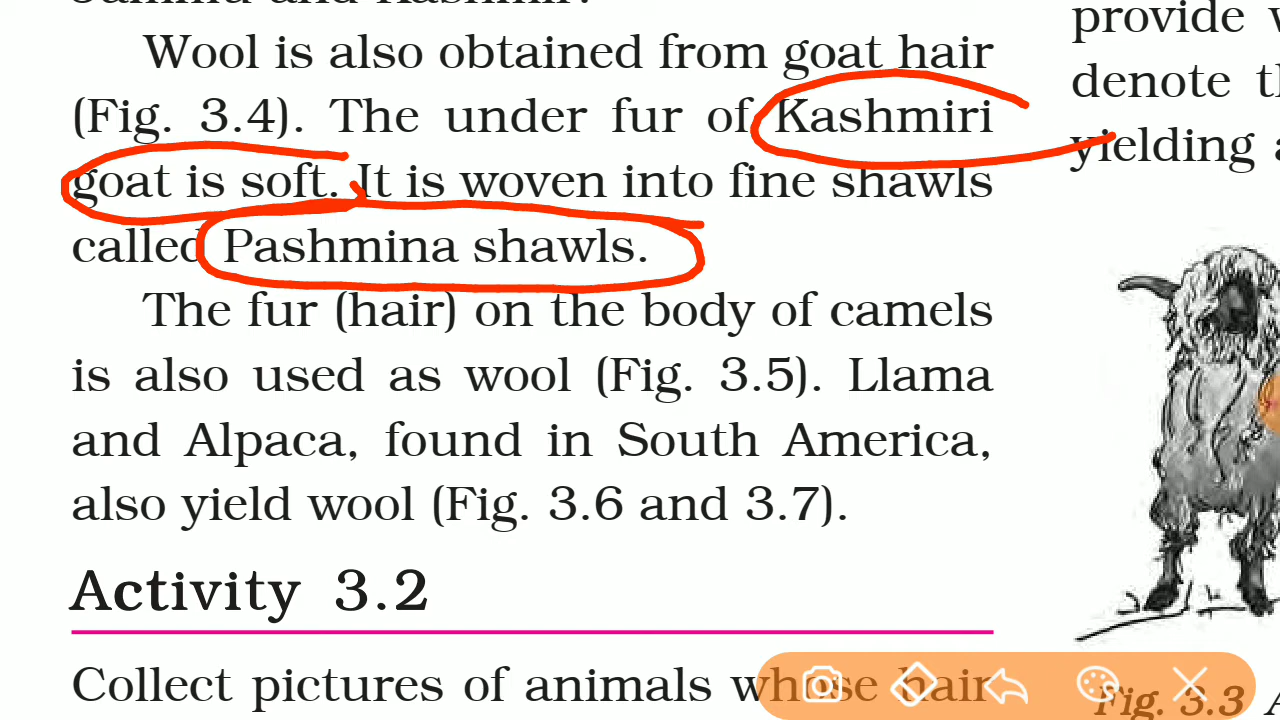 Wool is also obtained from goat hair
(Fig. 3.4). The under fur of Kashmiri
goat is soft. It is woven into fine shawls
called Pashmina shawls.
The fur (hair) on the body of camels
is also used as wool (Fig. 3.5). Llama
and Alpaca, found in South America,
also yield wool (Fig. 3.6 and 3.7).
Activity 3.2
Collect pictures of animals whose hair
provide
denote
yielding
Fig. 3.3